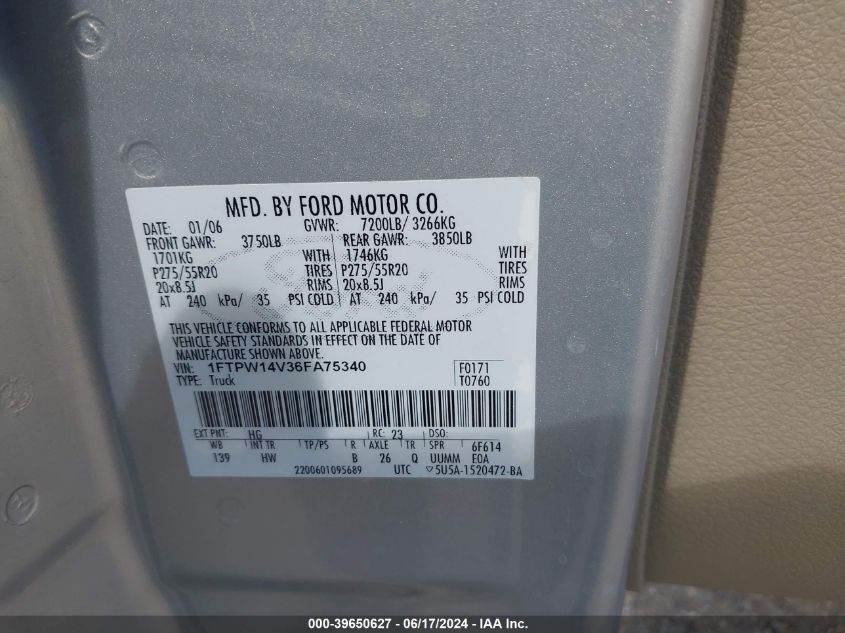 MFD. BY FORD MOTOR CO.
DATE: 01/06 GVWR: 7200LB/ 3266KG
FRONT GAWR: 3750LB REAR GAWR: 3850LB
1701KG WITH 1746KG WITH
P275/55R20 TIRES P275/55R20 TIRES
20x8.5J RIMS 20x8.5J RIMS
AT 240 kPa/ 35 PSI COLD AT 240 kPa/ 35 PSI COLD
THIS VEHICLE CONFORMS TO ALL APPLICABLE FEDERAL MOTOR
VEHICLE SAFETY STANDARDS IN EFFECT ON THE DATE OF
MANUFACTURE SHOWN ABOVE.
VIN: 1FTPW14V36FA75340 F0171
TYPE: Truck T0760
EXT PNT: HG RC: 23 DSO:
WB INT TR TP/PS R AXLE TR SPR 6F614
139 HW B 26 Q UUMM EOA
2200601095689 UTC 5U5A-1520472-BA
000-39650627 - 06/17/2024 - IAA Inc.